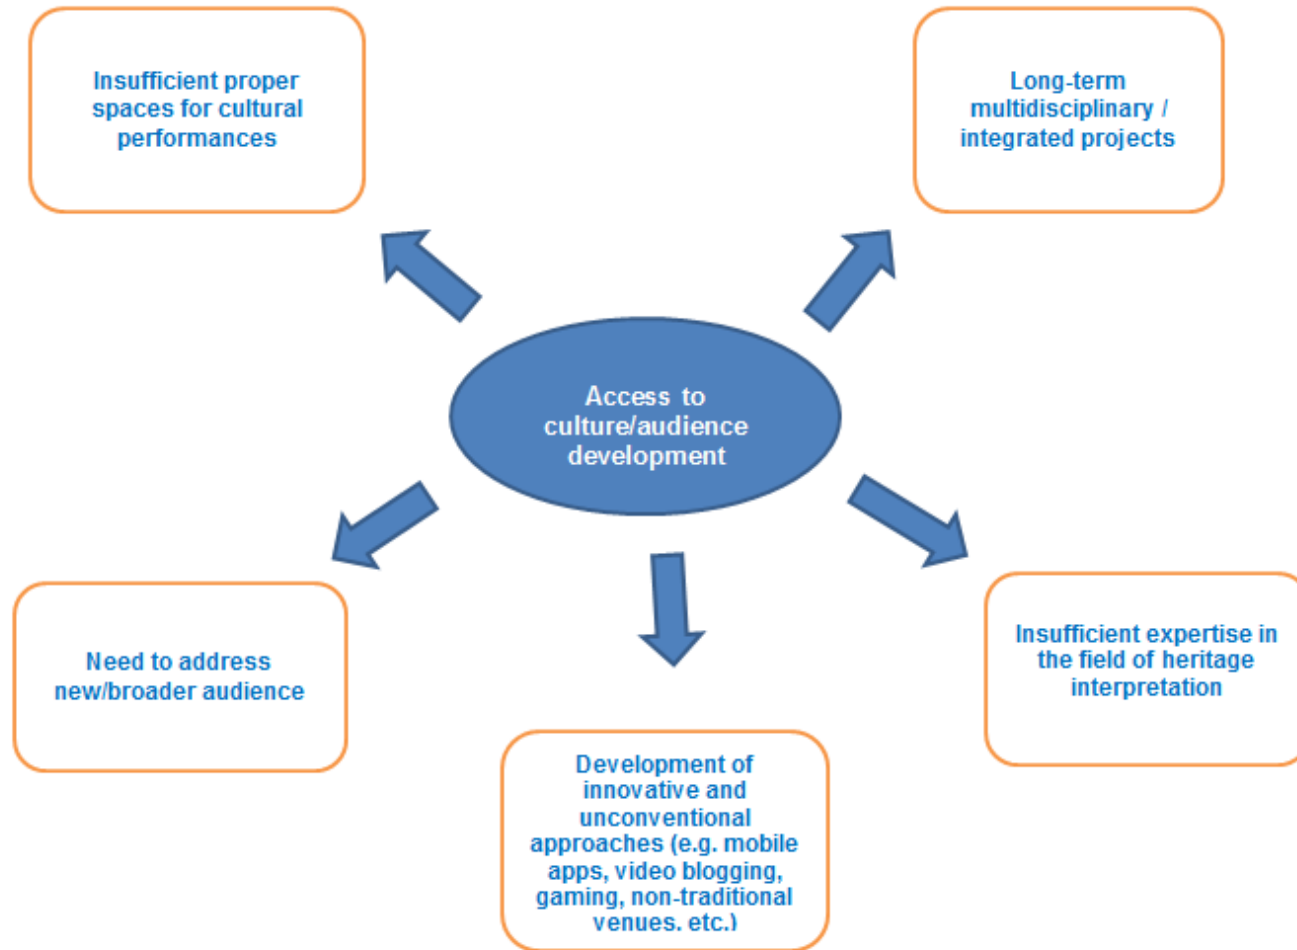 Insufficient proper
spaces for cultural
performances
Long-term
multidisciplinary /
integrated projects
Access to
culture/audience
development
Need to address
new/broader audience
Insufficient expertise in
the field of heritage
interpretation
Development of
innovative and
unconventional
approaches (e.g. mobile
apps, video blogging,
gaming, non-traditional
venues. etc.)